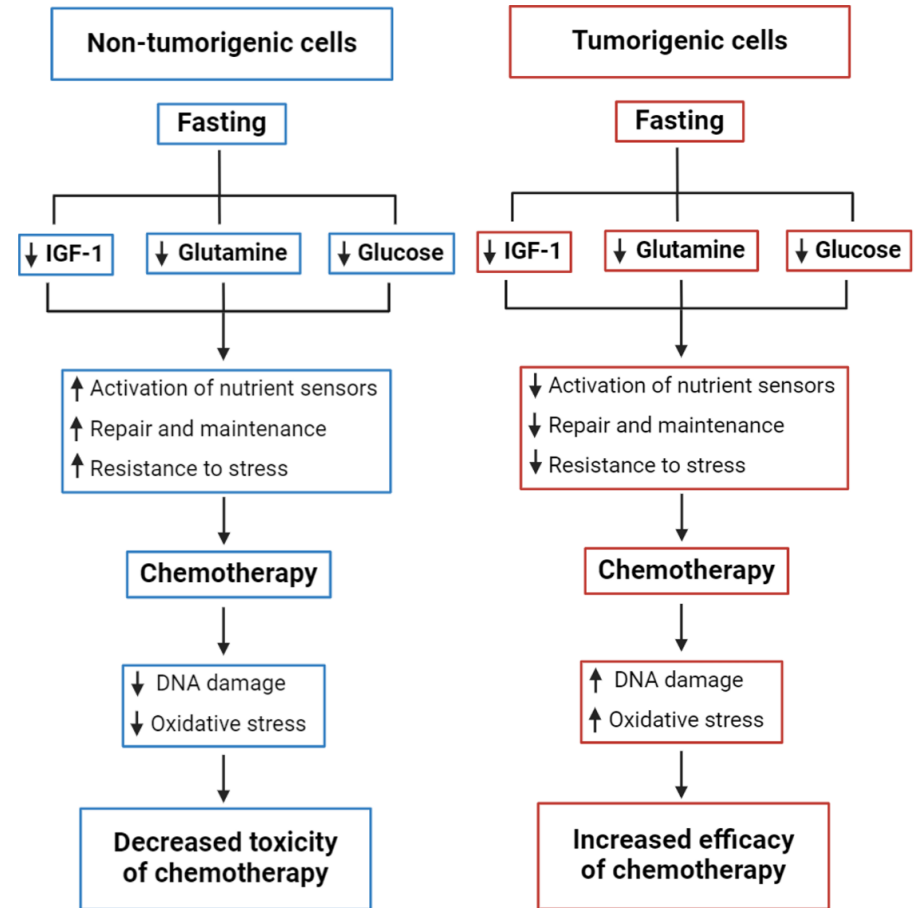 Non-tumorigenic cells
Fasting
↓ IGF-1
↓ Glutamine
↓ Glucose
↑ Activation of nutrient sensors
↑ Repair and maintenance
↑ Resistance to stress
Chemotherapy
↓ DNA damage
↓ Oxidative stress
Decreased toxicity
of chemotherapy
Tumorigenic cells
Fasting
↓ IGF-1
↓ Glutamine
↓ Glucose
↓ Activation of nutrient sensors
↓ Repair and maintenance
↓ Resistance to stress
Chemotherapy
↑ DNA damage
↑ Oxidative stress
Increased efficacy
of chemotherapy